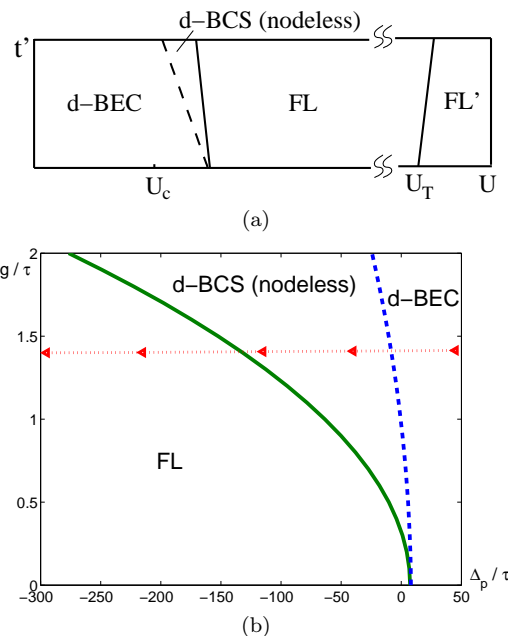 d−BCS (nodeless)
t'
d−BEC
FL
FL'
U_c
U_T
U
(a)
g / τ
2
d−BCS (nodeless)
d−BEC
1.5
1
FL
0.5
0
−300 −250 −200 −150 −100 −50 0 50
Δ_p / τ
(b)